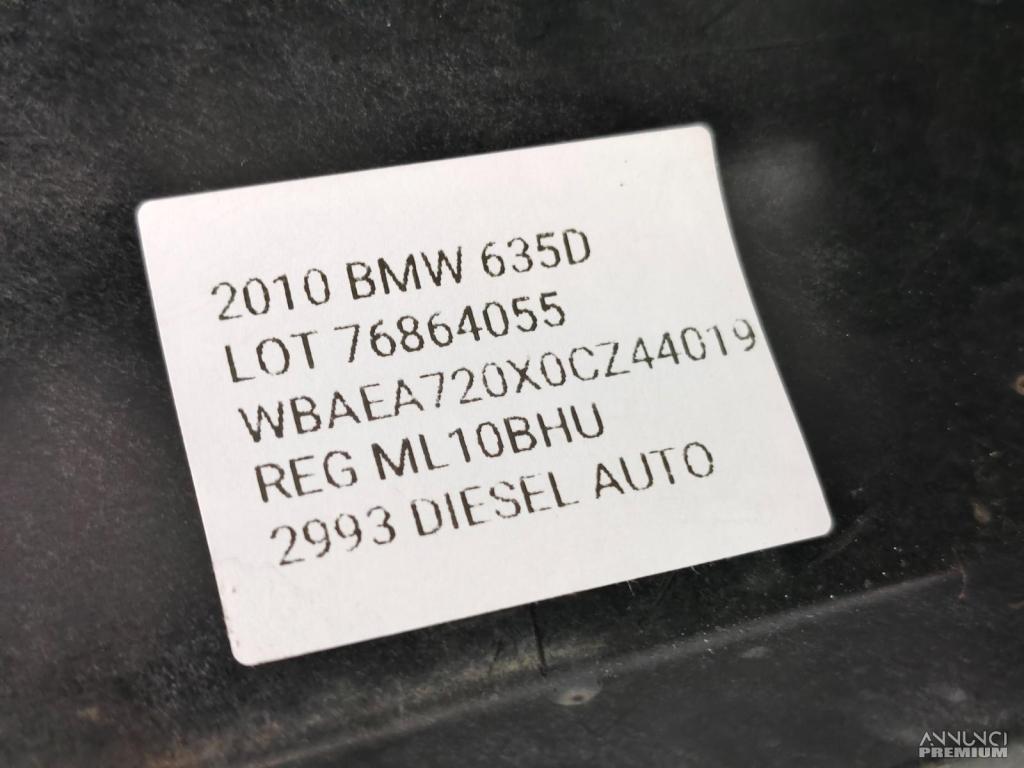 2010 BMW 635D
LOT 76864055
WBAEA720X0CZ44019
REG ML10BHU
2993 DIESEL AUTO
ANNUNCI
PREMIUM